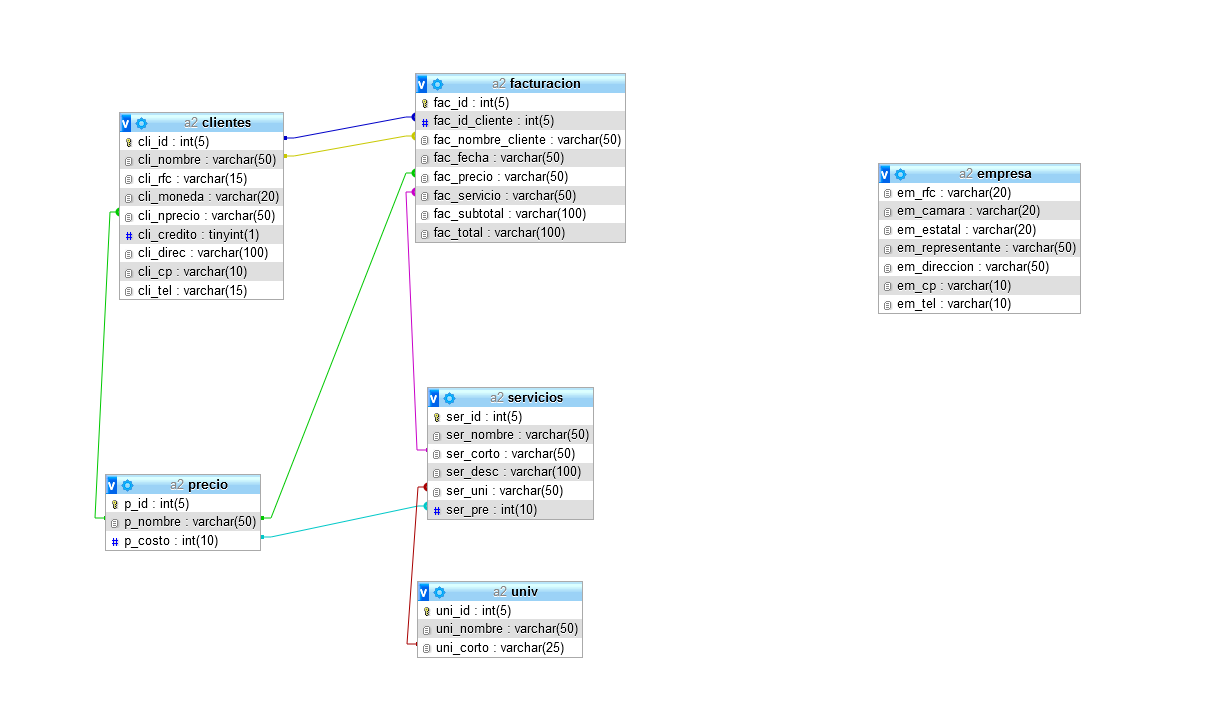 v a2 facturacion
fac_id : int(5)
fac_id_cliente : int(5)
fac_nombre_cliente : varchar(50)
fac_fecha : varchar(50)
fac_precio : varchar(50)
fac_servicio : varchar(50)
fac_subtotal : varchar(100)
fac_total : varchar(100)
v a2 clientes
cli_id : int(5)
cli_nombre : varchar(50)
cli_rfc : varchar(15)
cli_moneda : varchar(20)
cli_nprecio : varchar(50)
# cli_credito : tinyint(1)
cli_direc : varchar(100)
cli_cp : varchar(10)
cli_tel : varchar(15)
v a2 empresa
em_rfc : varchar(20)
em_camara : varchar(20)
em_estatal : varchar(20)
em_representante : varchar(50)
em_direccion : varchar(50)
em_cp : varchar(10)
em_tel : varchar(10)
v a2 servicios
ser_id : int(5)
ser_nombre : varchar(50)
ser_corto : varchar(50)
ser_desc : varchar(100)
ser_uni : varchar(50)
# ser_pre : int(10)
v a2 precio
p_id : int(5)
p_nombre : varchar(50)
# p_costo : int(10)
v a2 univ
uni_id : int(5)
uni_nombre : varchar(50)
uni_corto : varchar(25)